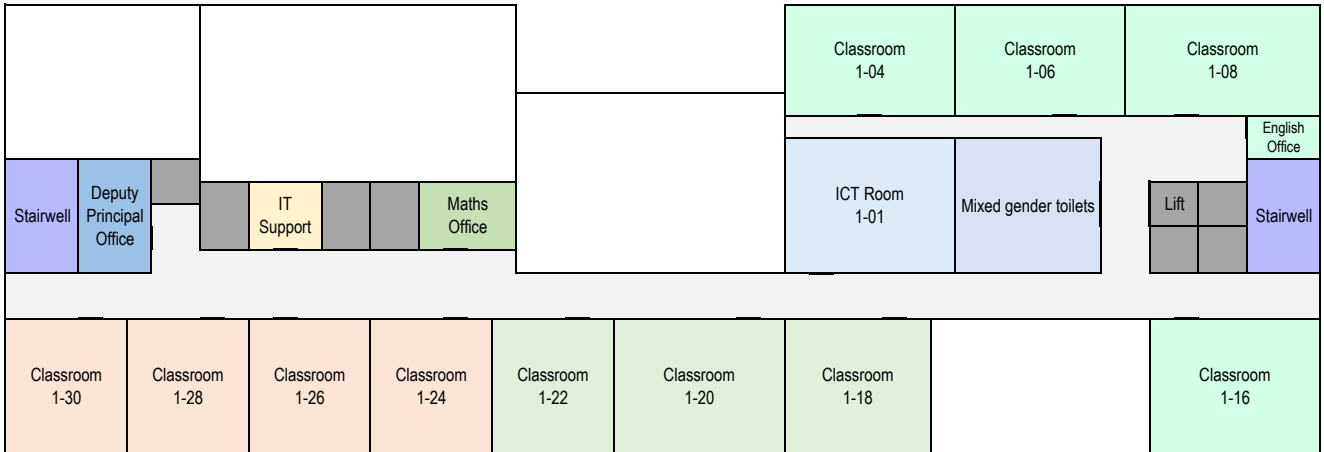 Classroom
1-04
Classroom
1-06
Classroom
1-08
English
Office
Stairwell
Deputy
Principal
Office
IT
Support
Maths
Office
ICT Room
1-01
Mixed gender toilets
Lift
Stairwell
Classroom
1-30
Classroom
1-28
Classroom
1-26
Classroom
1-24
Classroom
1-22
Classroom
1-20
Classroom
1-18
Classroom
1-16